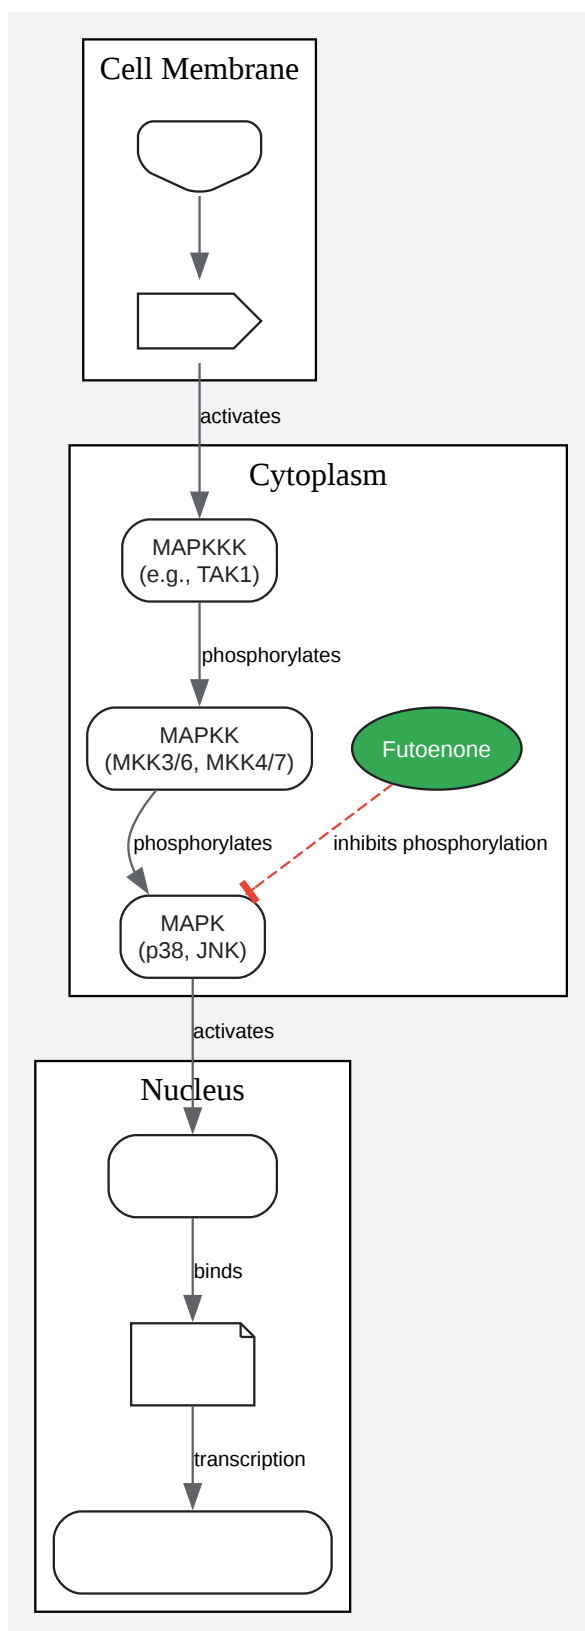 Cell Membrane
activates
Cytoplasm
MAPKKK
(e.g., TAK1)
phosphorylates
MAPKK
(MKK3/6, MKK4/7)
Futoenone
phosphorylates
inhibits phosphorylation
MAPK
(p38, JNK)
activates
Nucleus
binds
transcription